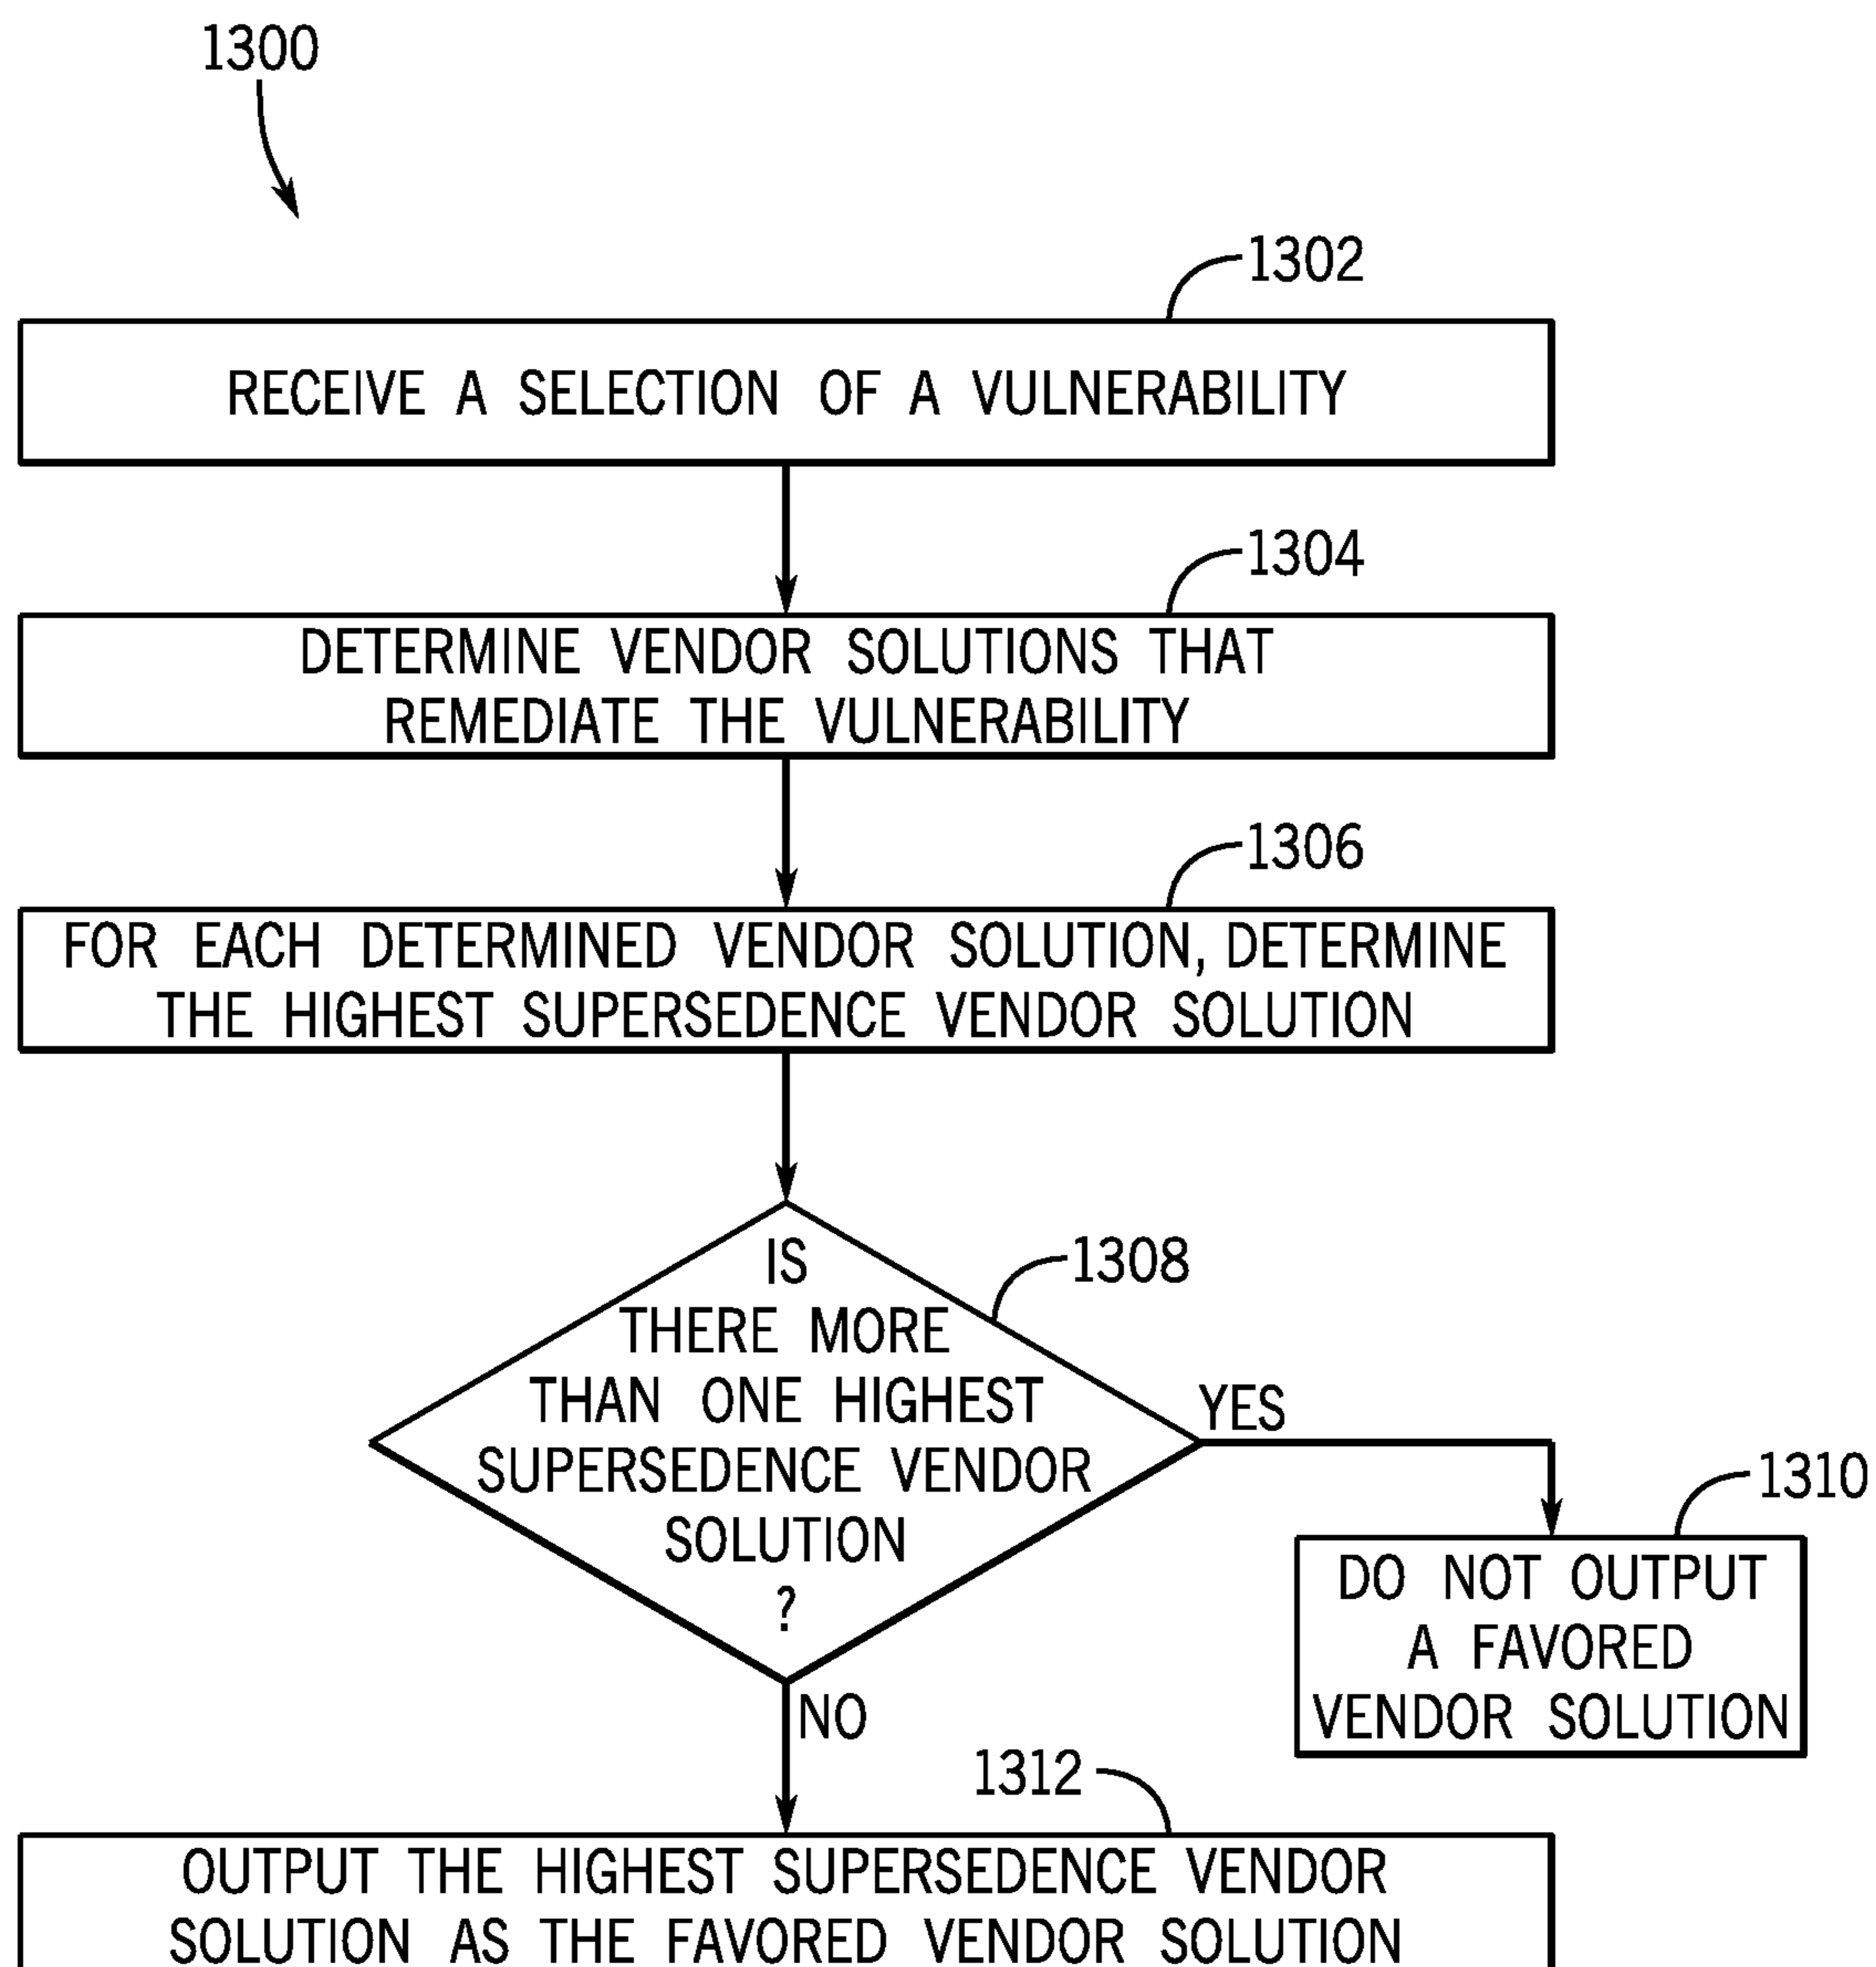 1300
1302
RECEIVE A SELECTION OF A VULNERABILITY
1304
DETERMINE VENDOR SOLUTIONS THAT
REMEDIATE THE VULNERABILITY
1306
FOR EACH DETERMINED VENDOR SOLUTION, DETERMINE
THE HIGHEST SUPERSEDENCE VENDOR SOLUTION
1308
IS
THERE MORE
THAN ONE HIGHEST
SUPERSEDENCE VENDOR
SOLUTION
?
YES
1310
DO NOT OUTPUT
A FAVORED
VENDOR SOLUTION
NO
1312
OUTPUT THE HIGHEST SUPERSEDENCE VENDOR
SOLUTION AS THE FAVORED VENDOR SOLUTION